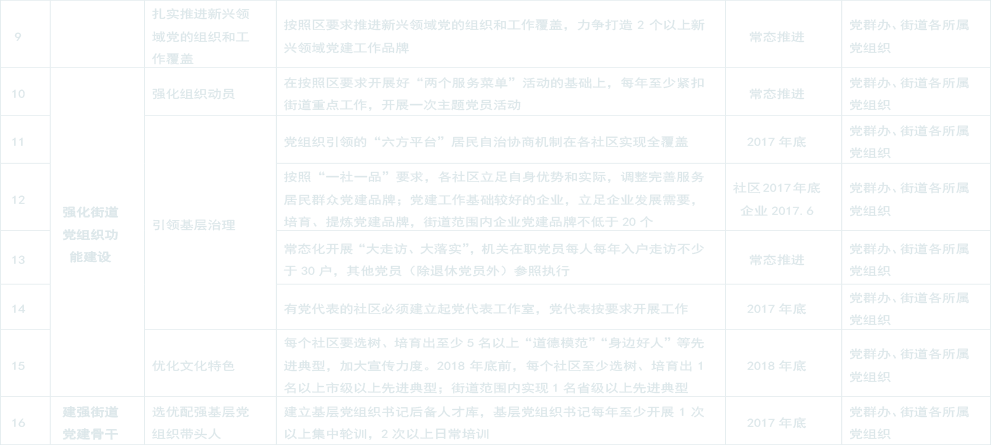 9
扎实推进新兴领
域党的组织和工
作覆盖
按照区要求推进新兴领域党的组织和工作覆盖，力争打造 2 个以上新
兴领域党建工作品牌
常态推进
党群办、街道各所属
党组织
10
强化街道
党组织功
能建设
强化组织动员
在按照区要求开展好“两个服务菜单”活动的基础上，每年至少紧扣
街道重点工作，开展一次主题党员活动
常态推进
党群办、街道各所属
党组织
11
引领基层治理
党组织引领的“六方平台”居民自治协商机制在各社区实现全覆盖
2017 年底
党群办、街道各所属
党组织
12
按照“一社一品”要求，各社区立足自身优势和实际，调整完善服务
居民群众党建品牌；党建工作基础较好的企业，立足企业发展需要，
培育、提炼党建品牌，街道范围内企业党建品牌不低于 20 个
社区 2017 年底
企业 2017. 6
党群办、街道各所属
党组织
13
常态化开展“大走访、大落实”，机关在职党员每人每年入户走访不少
于 30 户，其他党员（除退休党员外）参照执行
常态推进
党群办、街道各所属
党组织
14
有党代表的社区必须建立起党代表工作室，党代表按要求开展工作
2017 年底
党群办、街道各所属
党组织
15
优化文化特色
每个社区要选树、培育出至少 5 名以上“道德模范”“身边好人”等先
进典型，加大宣传力度。2018 年底前，每个社区至少选树、培育出 1
名以上市级以上先进典型；街道范围内实现 1 名省级以上先进典型
2018 年底
党群办、街道各所属
党组织
16
建强街道
党建骨干
选优配强基层党
组织带头人
建立基层党组织书记后备人才库，基层党组织书记每年至少开展 1 次
以上集中轮训，2 次以上日常培训
2017 年底
党群办、街道各所属
党组织